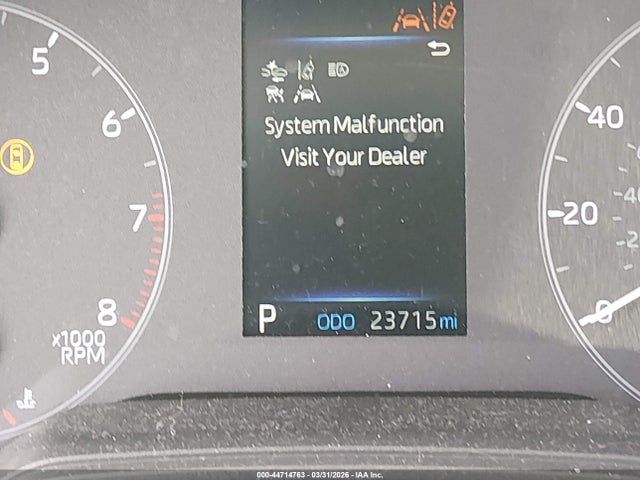 5
6
7
8
x1000
RPM
System Malfunction
Visit Your Dealer
P ODO 23715 mi
40
20
0
000-44714763 - 03/31/2026 - IAA Inc.